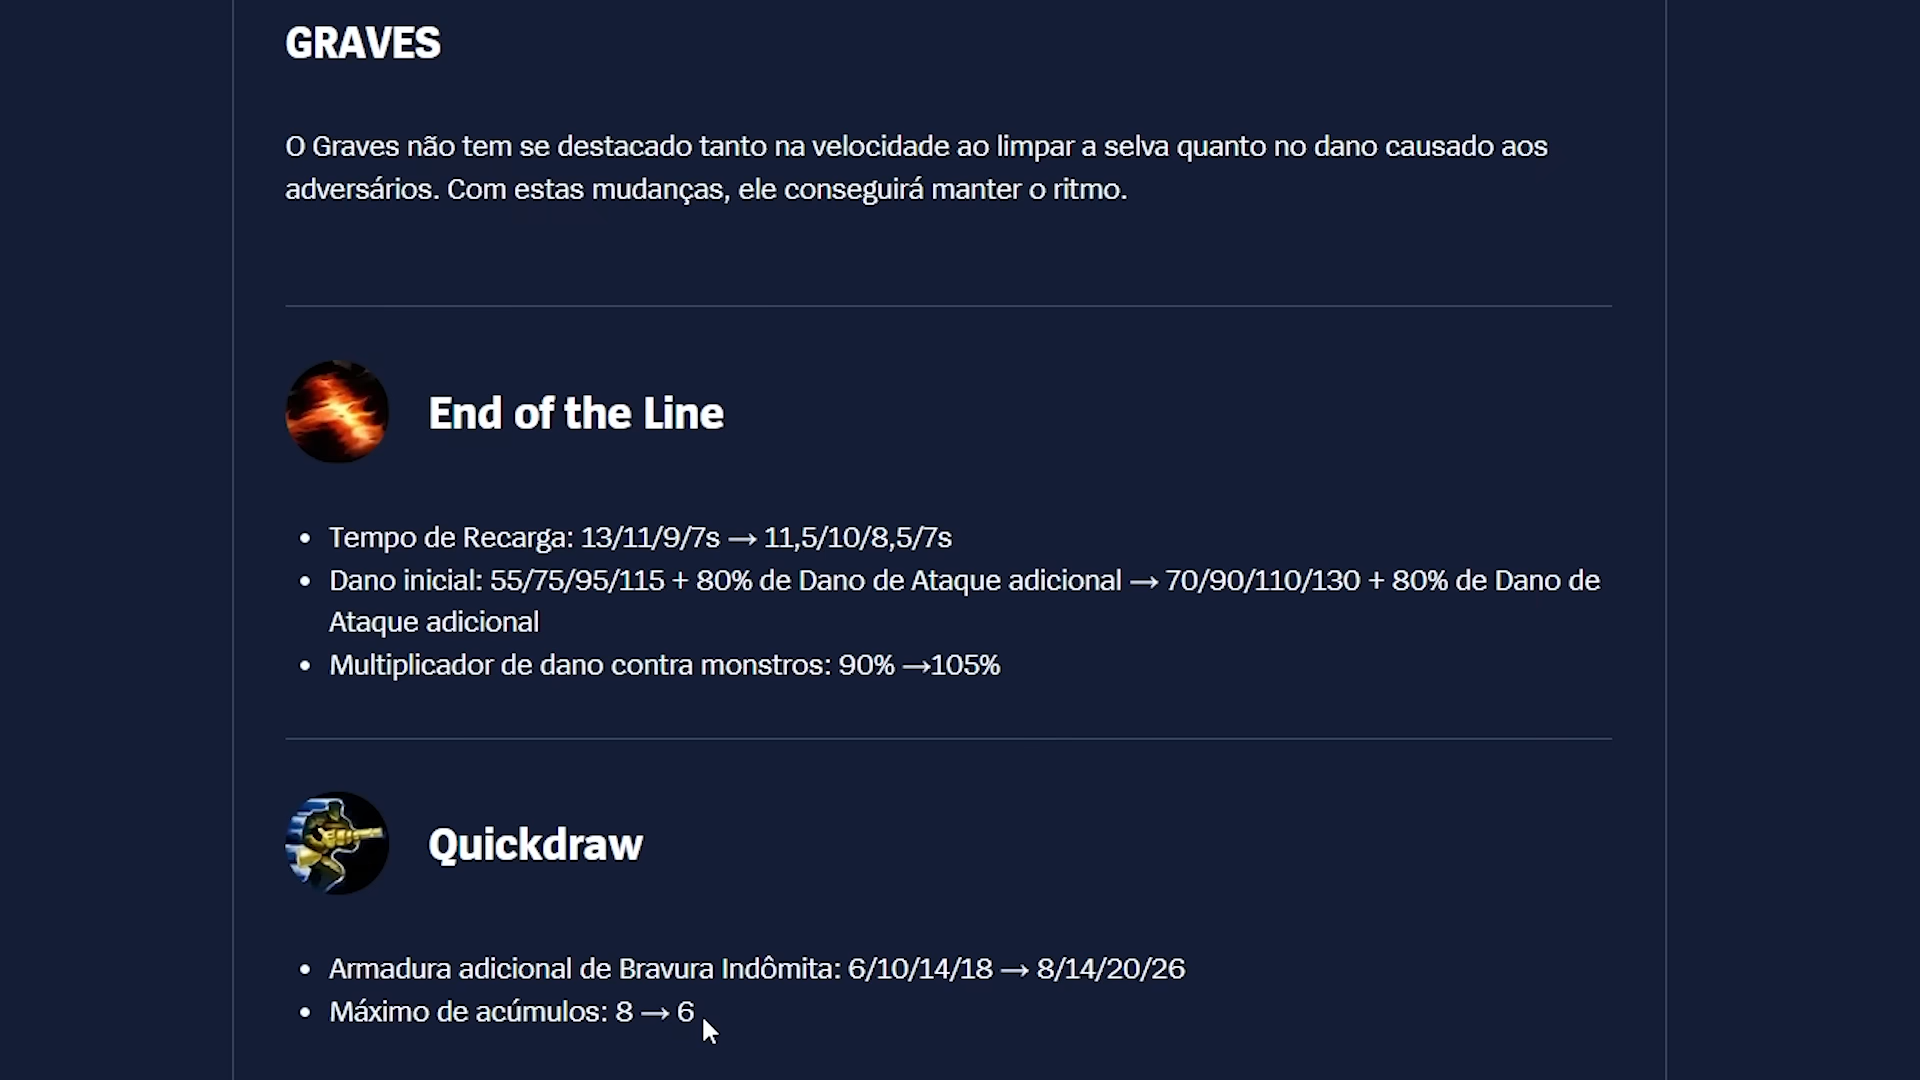 GRAVES
O Graves não tem se destacado tanto na velocidade ao limpar a selva quanto no dano causado aos
adversários. Com estas mudanças, ele conseguirá manter o ritmo.
End of the Line
• Tempo de Recarga: 13/11/9/7s → 11,5/10/8,5/7s
• Dano inicial: 55/75/95/115 + 80% de Dano de Ataque adicional → 70/90/110/130 + 80% de Dano de
Ataque adicional
• Multiplicador de dano contra monstros: 90% →105%
Quickdraw
• Armadura adicional de Bravura Indômita: 6/10/14/18 → 8/14/20/26
• Máximo de acúmulos: 8 → 6